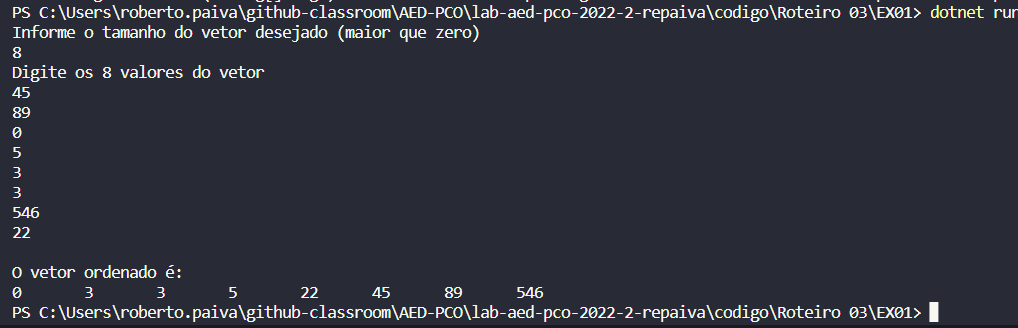 PS C:\Users\roberto.paiva\github-classroom\AED-PCO\lab-aed-pco-2022-2-repaiva\codigo\Roteiro 03\EX01> dotnet run
Informe o tamanho do vetor desejado (maior que zero)
8
Digite os 8 valores do vetor
45
89
0
5
3
3
546
22
O vetor ordenado é:
0 3 3 5 22 45 89 546
PS C:\Users\roberto.paiva\github-classroom\AED-PCO\lab-aed-pco-2022-2-repaiva\codigo\Roteiro 03\EX01>